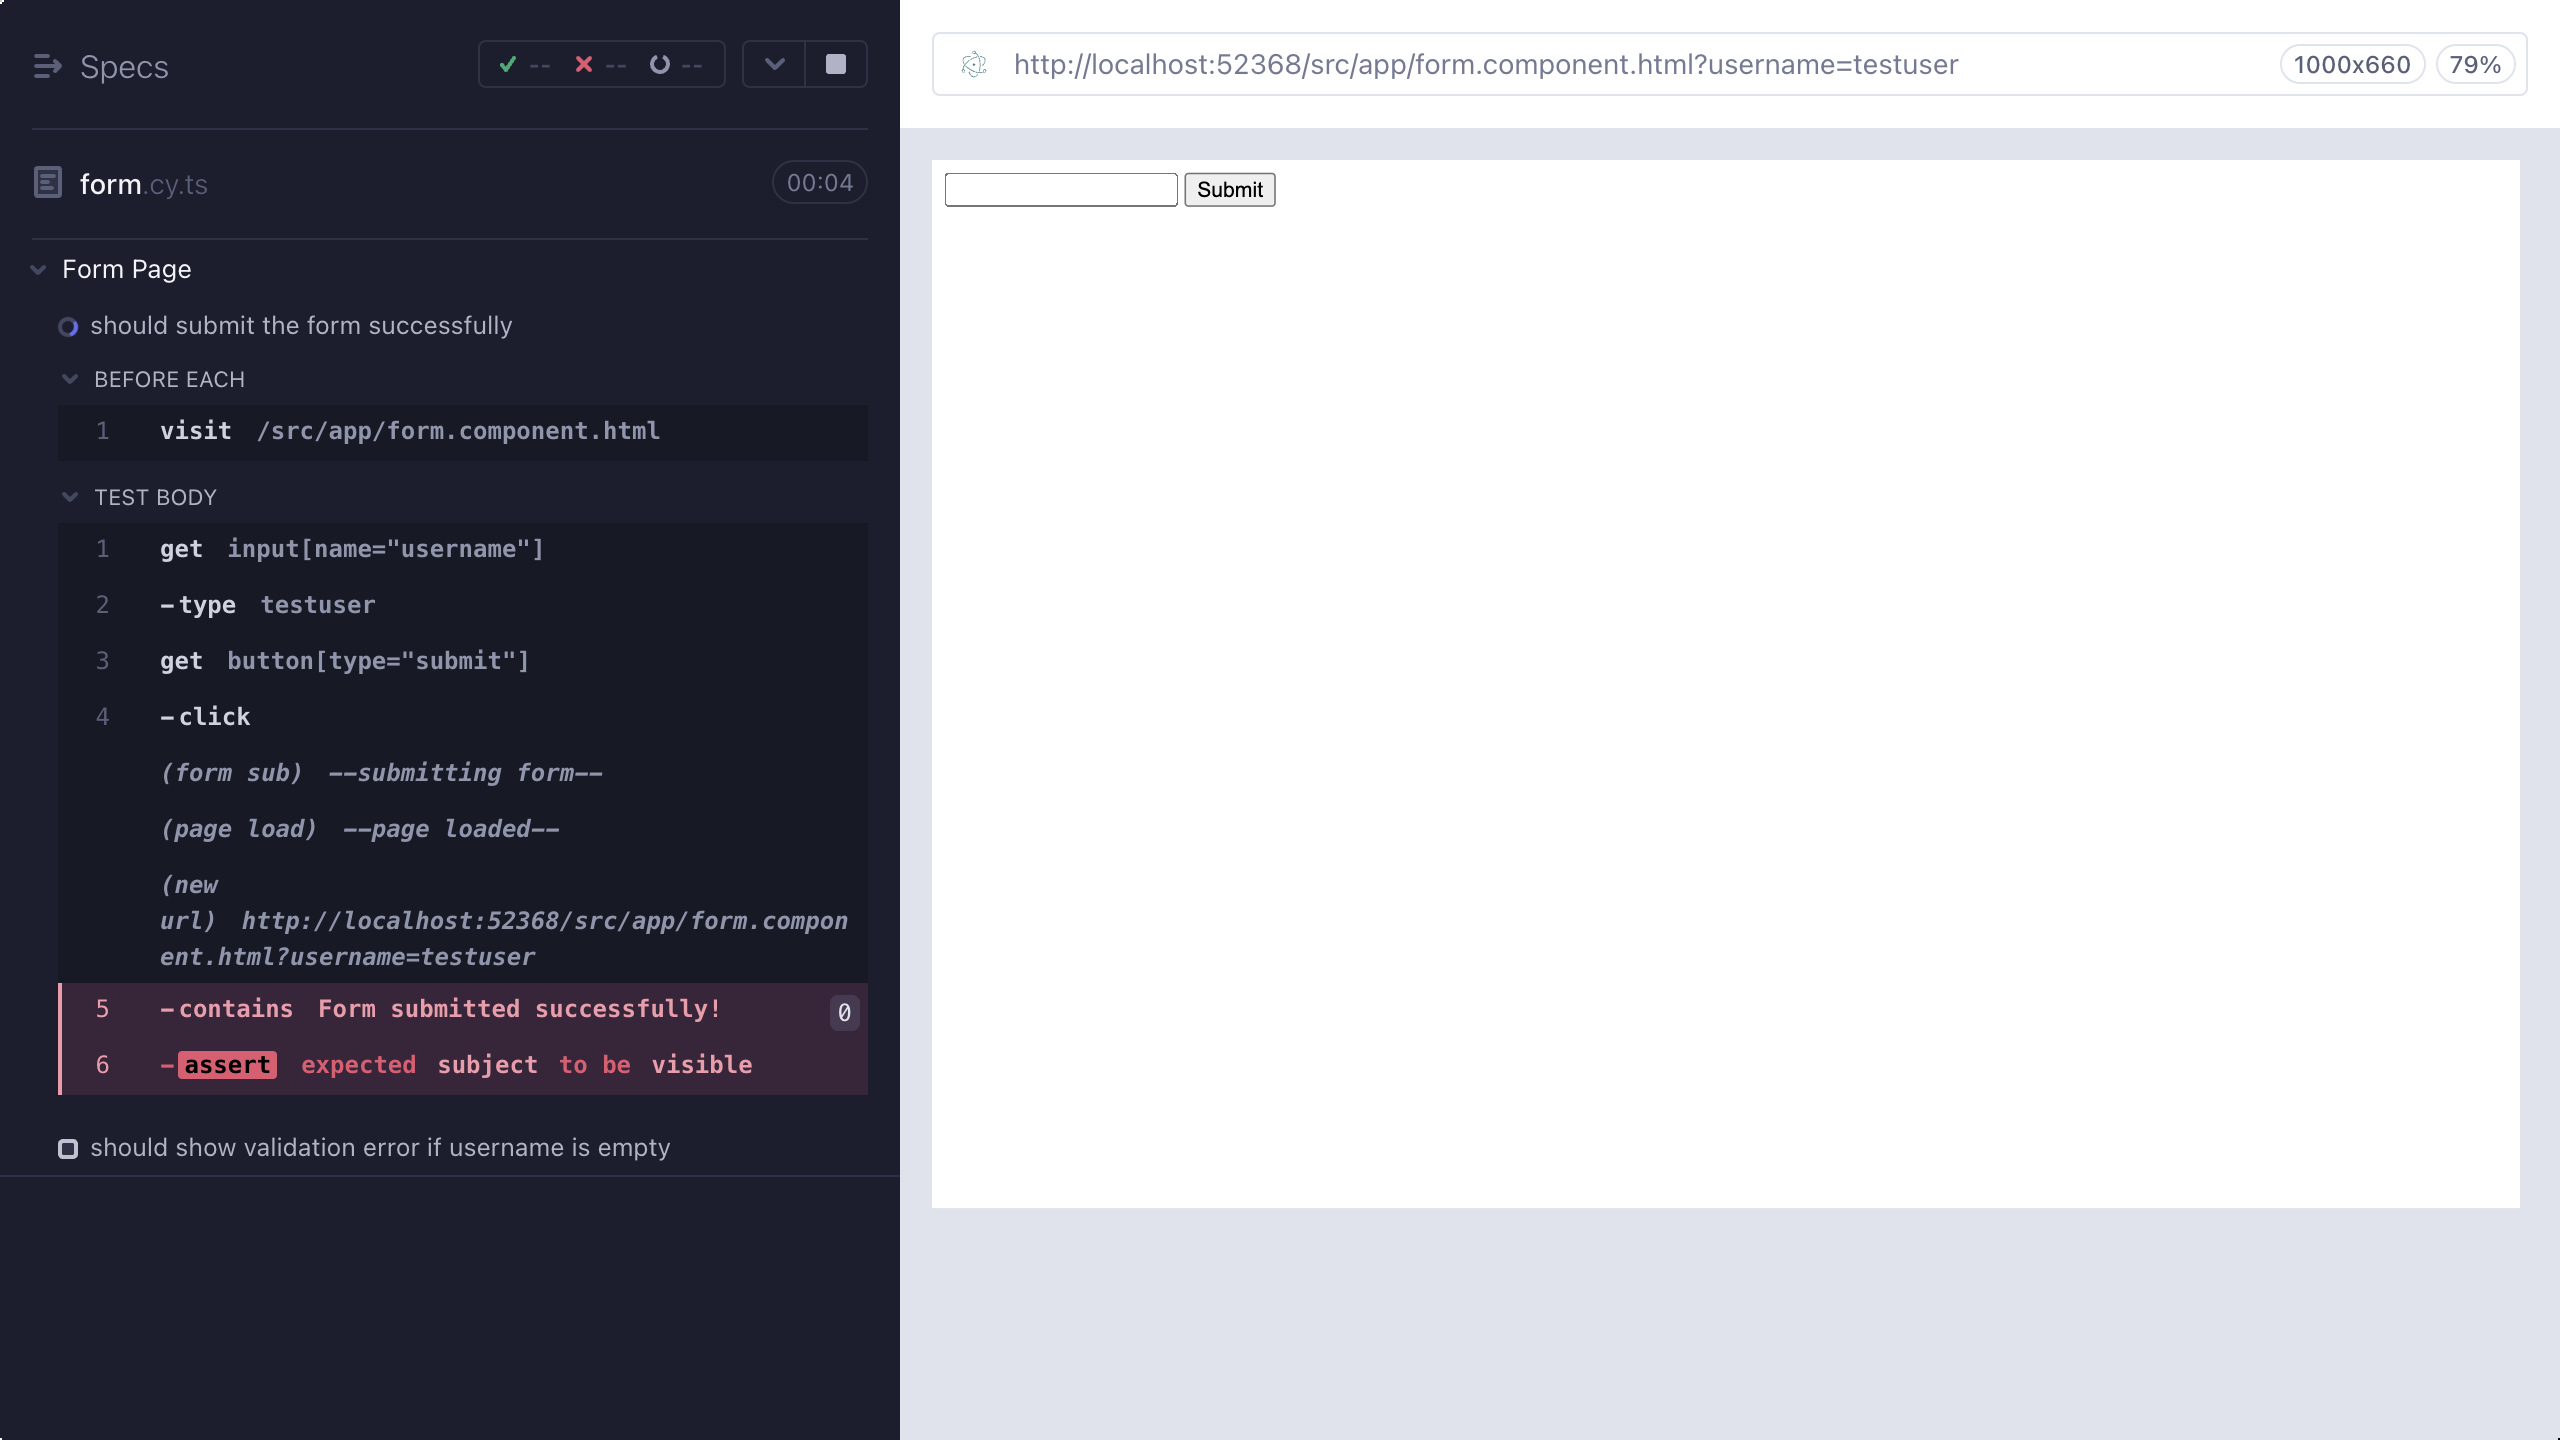 Specs
-- -- --
form.cy.ts 00:04
Form Page
should submit the form successfully
BEFORE EACH
1 visit /src/app/form.component.html
TEST BODY
1 get input[name="username"]
2 -type testuser
3 get button[type="submit"]
4 -click
(form sub) --submitting form--
(page load) --page loaded--
(new
url) http://localhost:52368/src/app/form.compon
ent.html?username=testuser
5 -contains Form submitted successfully! 0
6 -assert expected subject to be visible
should show validation error if username is empty
http://localhost:52368/src/app/form.component.html?username=testuser 1000x660 79%
Submit